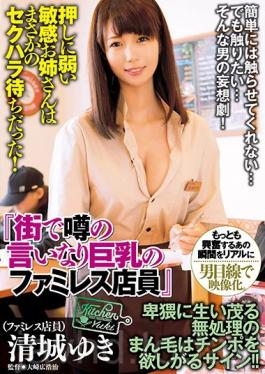 簡単には触らせてくれない…
でも触りたい…
そんな男の妄想劇!
押しに弱い
敏感お姉さんは
まさかの
セクハラ待ちだった!
もっとも
興奮するあの
瞬間をリアルに
男目線で
映像化。
『街で噂の
言いなり巨乳の
ファミレス店員』
Kitchen
(ファミレス店員)
清城ゆき
監督◉大崎広浩治
卑猥に生い茂る
無処理の
まん毛はチンポを
欲しがるサイン!!